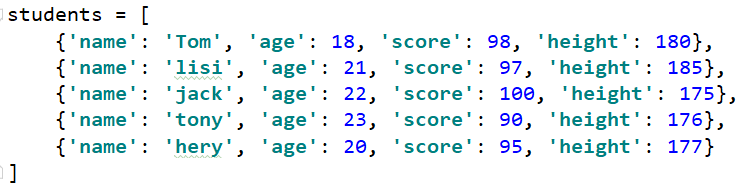 students = [
    {'name': 'Tom', 'age': 18, 'score': 98, 'height': 180},
    {'name': 'lisi', 'age': 21, 'score': 97, 'height': 185},
    {'name': 'jack', 'age': 22, 'score': 100, 'height': 175},
    {'name': 'tony', 'age': 23, 'score': 90, 'height': 176},
    {'name': 'hery', 'age': 20, 'score': 95, 'height': 177}
]